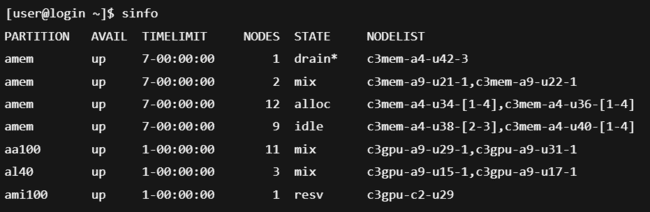 [user@login ~]$ sinfo
PARTITION AVAIL TIMELIMIT NODES STATE NODELIST
amem up 7-00:00:00 1 drain* c3mem-a4-u42-3
amem up 7-00:00:00 2 mix c3mem-a9-u21-1,c3mem-a9-u22-1
amem up 7-00:00:00 12 alloc c3mem-a4-u34-[1-4],c3mem-a4-u36-[1-4]
amem up 7-00:00:00 9 idle c3mem-a4-u38-[2-3],c3mem-a4-u40-[1-4]
aa100 up 1-00:00:00 11 mix c3gpu-a9-u29-1,c3gpu-a9-u31-1
al40 up 1-00:00:00 3 mix c3gpu-a9-u15-1,c3gpu-a9-u17-1
ami100 up 1-00:00:00 1 resv c3gpu-c2-u29